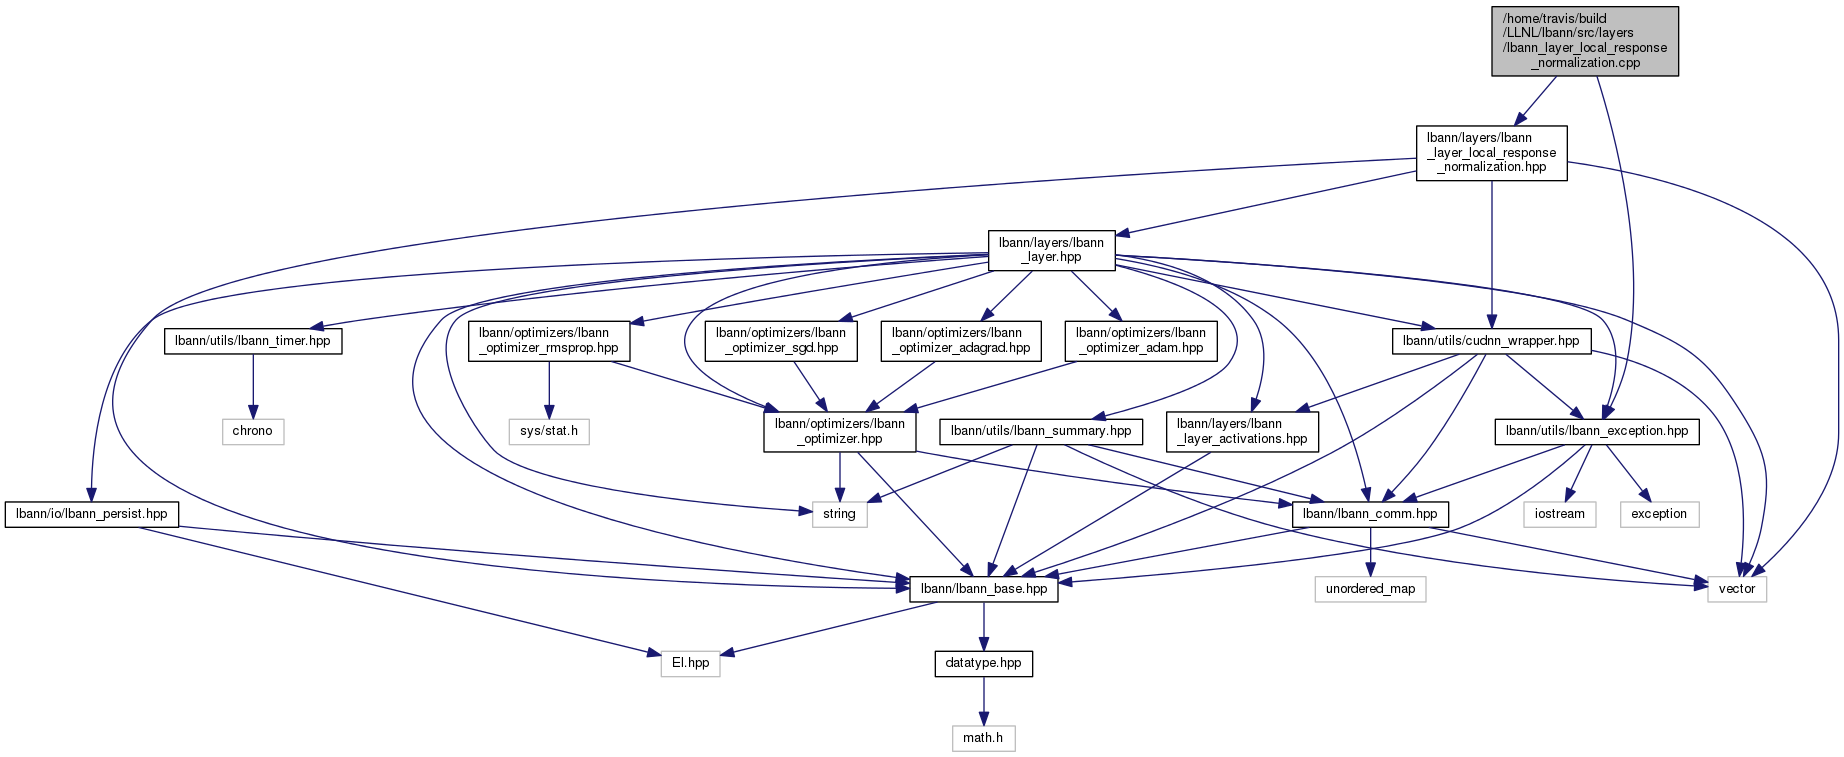 /home/travis/build
/LLNL/lbann/src/layers
/lbann_layer_local_response
_normalization.cpp
lbann/layers/lbann
_layer_local_response
_normalization.hpp
lbann/layers/lbann
_layer.hpp
lbann/utils/lbann_timer.hpp
lbann/optimizers/lbann
_optimizer_rmsprop.hpp
lbann/optimizers/lbann
_optimizer_sgd.hpp
lbann/optimizers/lbann
_optimizer_adagrad.hpp
lbann/optimizers/lbann
_optimizer_adam.hpp
lbann/utils/cudnn_wrapper.hpp
chrono
sys/stat.h
lbann/optimizers/lbann
_optimizer.hpp
lbann/utils/lbann_summary.hpp
lbann/layers/lbann
_layer_activations.hpp
lbann/utils/lbann_exception.hpp
lbann/io/lbann_persist.hpp
string
lbann/lbann_comm.hpp
iostream
exception
lbann/lbann_base.hpp
unordered_map
vector
El.hpp
datatype.hpp
math.h